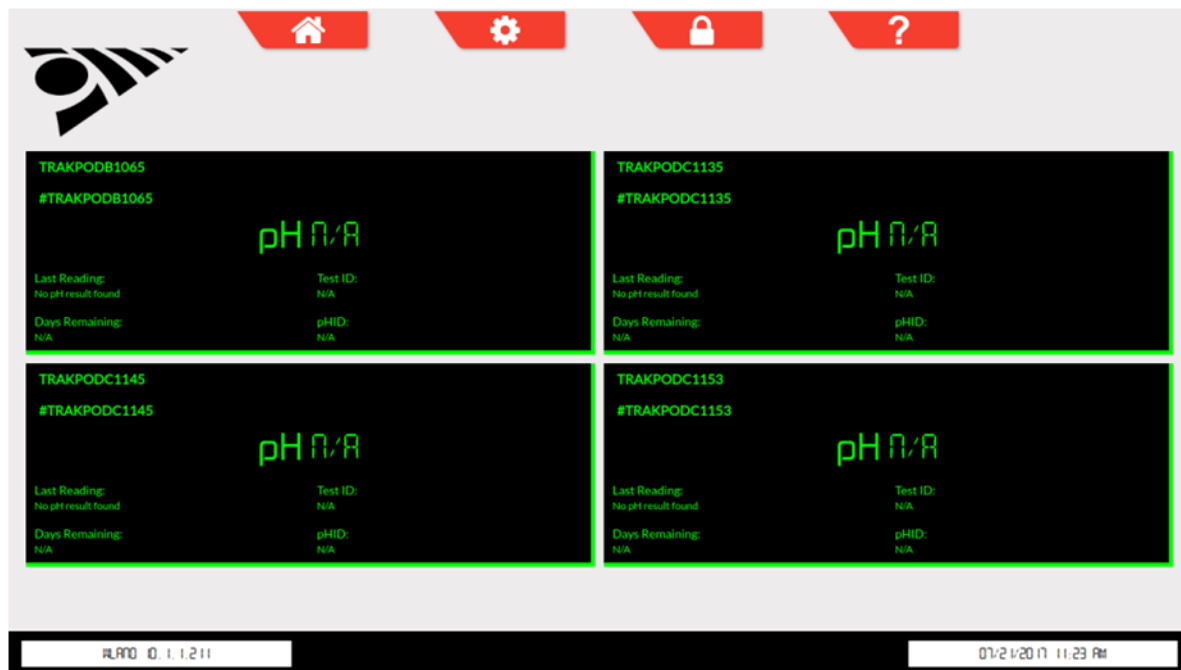 ?
TRAKPODB1065
#TRAKPODB1065
pH N/A
Last Reading: Test ID:
No pH result found N/A
Days Remaining: pHID:
N/A N/A
TRAKPODC1135
#TRAKPODC1135
pH N/A
Last Reading: Test ID:
No pH result found N/A
Days Remaining: pHID:
N/A N/A
TRAKPODC1145
#TRAKPODC1145
pH N/A
Last Reading: Test ID:
No pH result found N/A
Days Remaining: pHID:
N/A N/A
TRAKPODC1153
#TRAKPODC1153
pH N/A
Last Reading: Test ID:
No pH result found N/A
Days Remaining: pHID:
N/A N/A
WLAN0 10.1.1.211
07/21/2017 11:23 AM